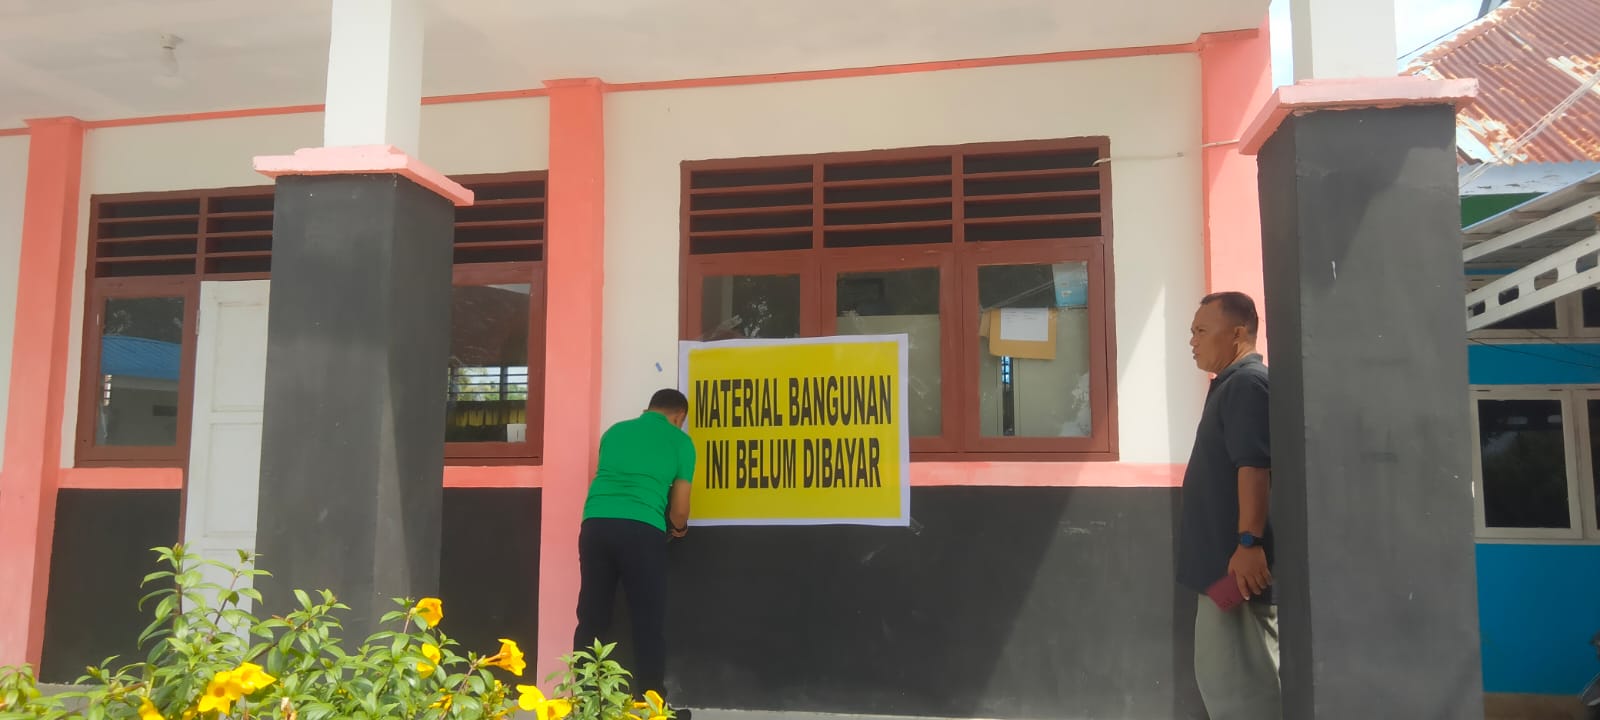 MATERIAL BANGUNAN
INI BELUM DIBAYAR